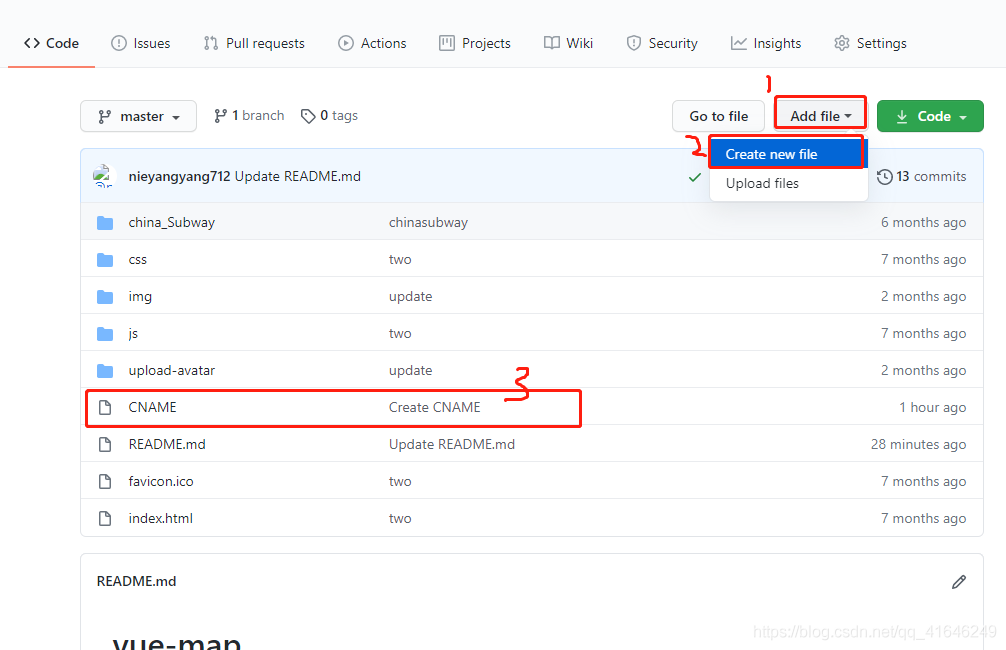 Code Issues Pull requests Actions Projects Wiki Security Insights Settings
1
master 1 branch 0 tags Go to file Add file Code
2 Create new file
nieyangyang712 Update README.md 13 commits
Upload files
china_Subway chinasubway 6 months ago
css two 7 months ago
img update 2 months ago
js two 7 months ago
upload-avatar update 2 months ago
3
CNAME Create CNAME 1 hour ago
README.md Update README.md 28 minutes ago
favicon.ico two 7 months ago
index.html two 7 months ago
README.md
vue-map
https://blog.csdn.net/qq_41646249